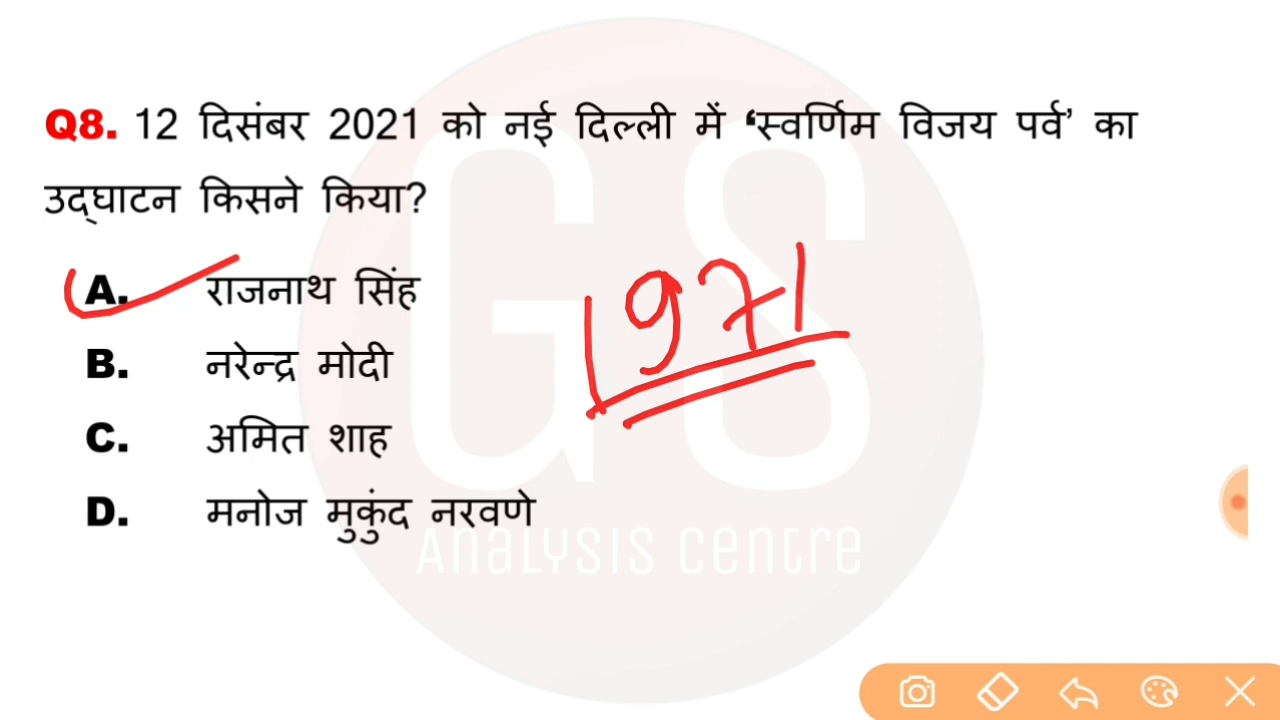 Q8. 12 दिसंबर 2021 को नई दिल्ली में ‘स्वर्णिम विजय पर्व’ का
उद्घाटन किसने किया?
A. राजनाथ सिंह
B. नरेन्द्र मोदी
C. अमित शाह
D. मनोज मुकुंद नरवणे
1971
GS
Analysis Centre